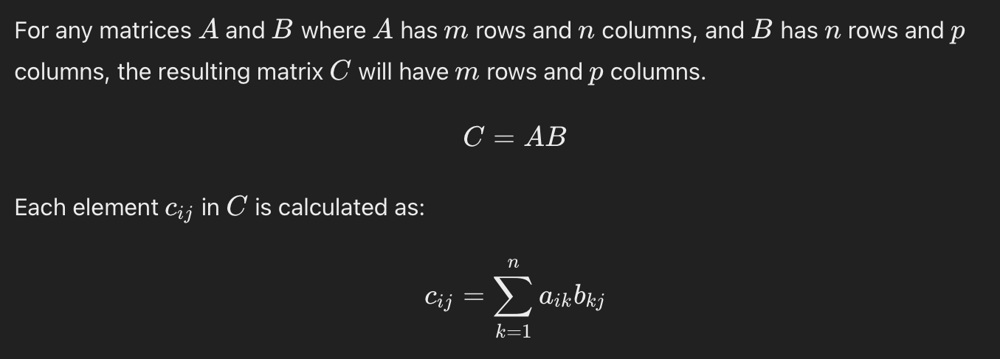 For any matrices A and B where A has m rows and n columns, and B has n rows and p
columns, the resulting matrix C will have m rows and p columns.
C = AB
Each element c_{ij} in C is calculated as:
c_{ij} = \sum_{k=1}^{n} a_{ik} b_{kj}